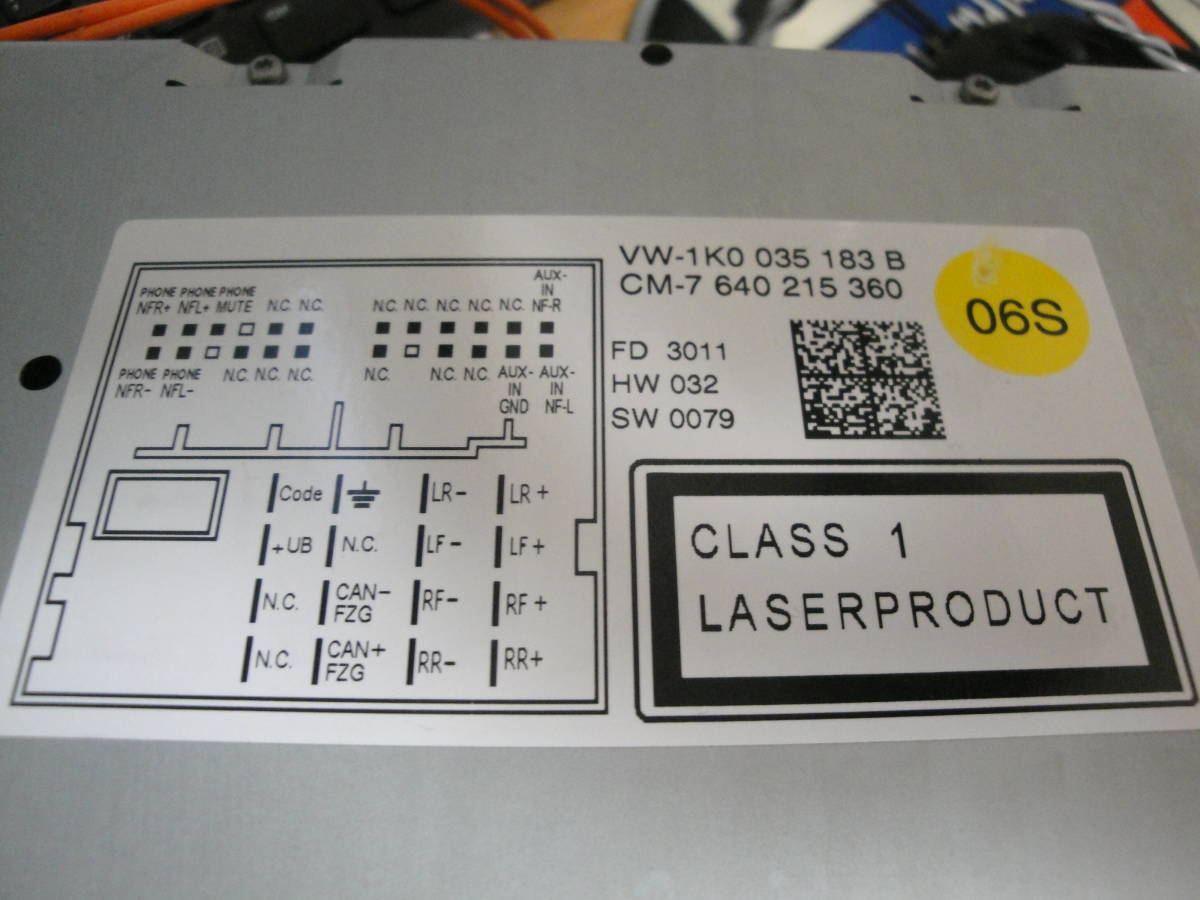 VW-1K0 035 183 B
CM-7 640 215 360
06S
FD 3011
HW 032
SW 0079
CLASS 1
LASERPRODUCT
PHONE PHONE PHONE
NFR+ NFL+ MUTE N.C. N.C.
N.C. N.C. N.C. N.C. N.C.
AUX-
IN
NF-R
PHONE PHONE
NFR- NFL-
N.C. N.C. N.C.
N.C. N.C. N.C.
AUX- AUX-
IN IN
GND NF-L
Code LR- LR+
+UB N.C. LF- LF+
N.C. CAN- FZG RF- RF+
N.C. CAN+ FZG RR- RR+